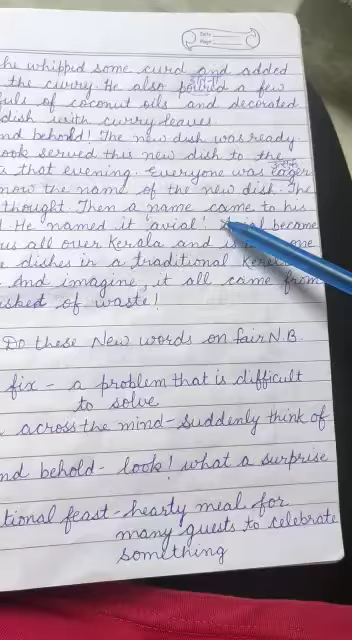 Date
Page
he whipped some curd and added
the curry. He also poured a few
fuls of coconut oils and decorated
dish with curry leaves.
nd behold! The new dish was ready.
ook served this new dish to the
s that evening. Everyone was eager
now the name of the new dish. The
thought. Then a name came to his
He named it 'avial'. became
us all over Kerala and is one
e dishes in a traditional
And imagine, it all came from
asked of waste!
Do these New words on fair N.B.
fix - a problem that is difficult
to solve
across the mind - suddenly think of
nd behold - look! what a surprise
tional feast - hearty meal for
many guests to celebrate
something